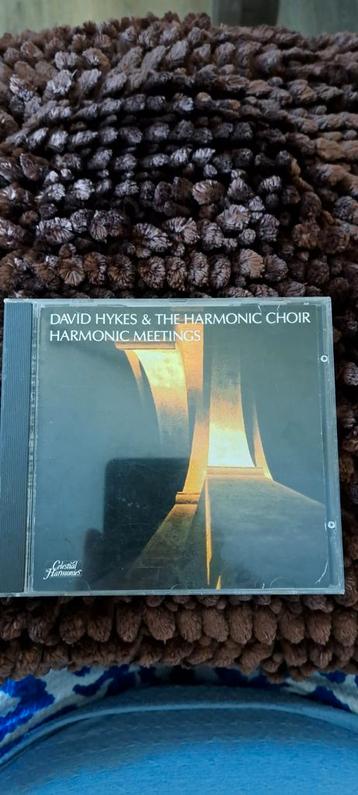 DAVID HYKES & THE HARMONIC CHOIR
HARMONIC MEETINGS
Celestial
Harmonies